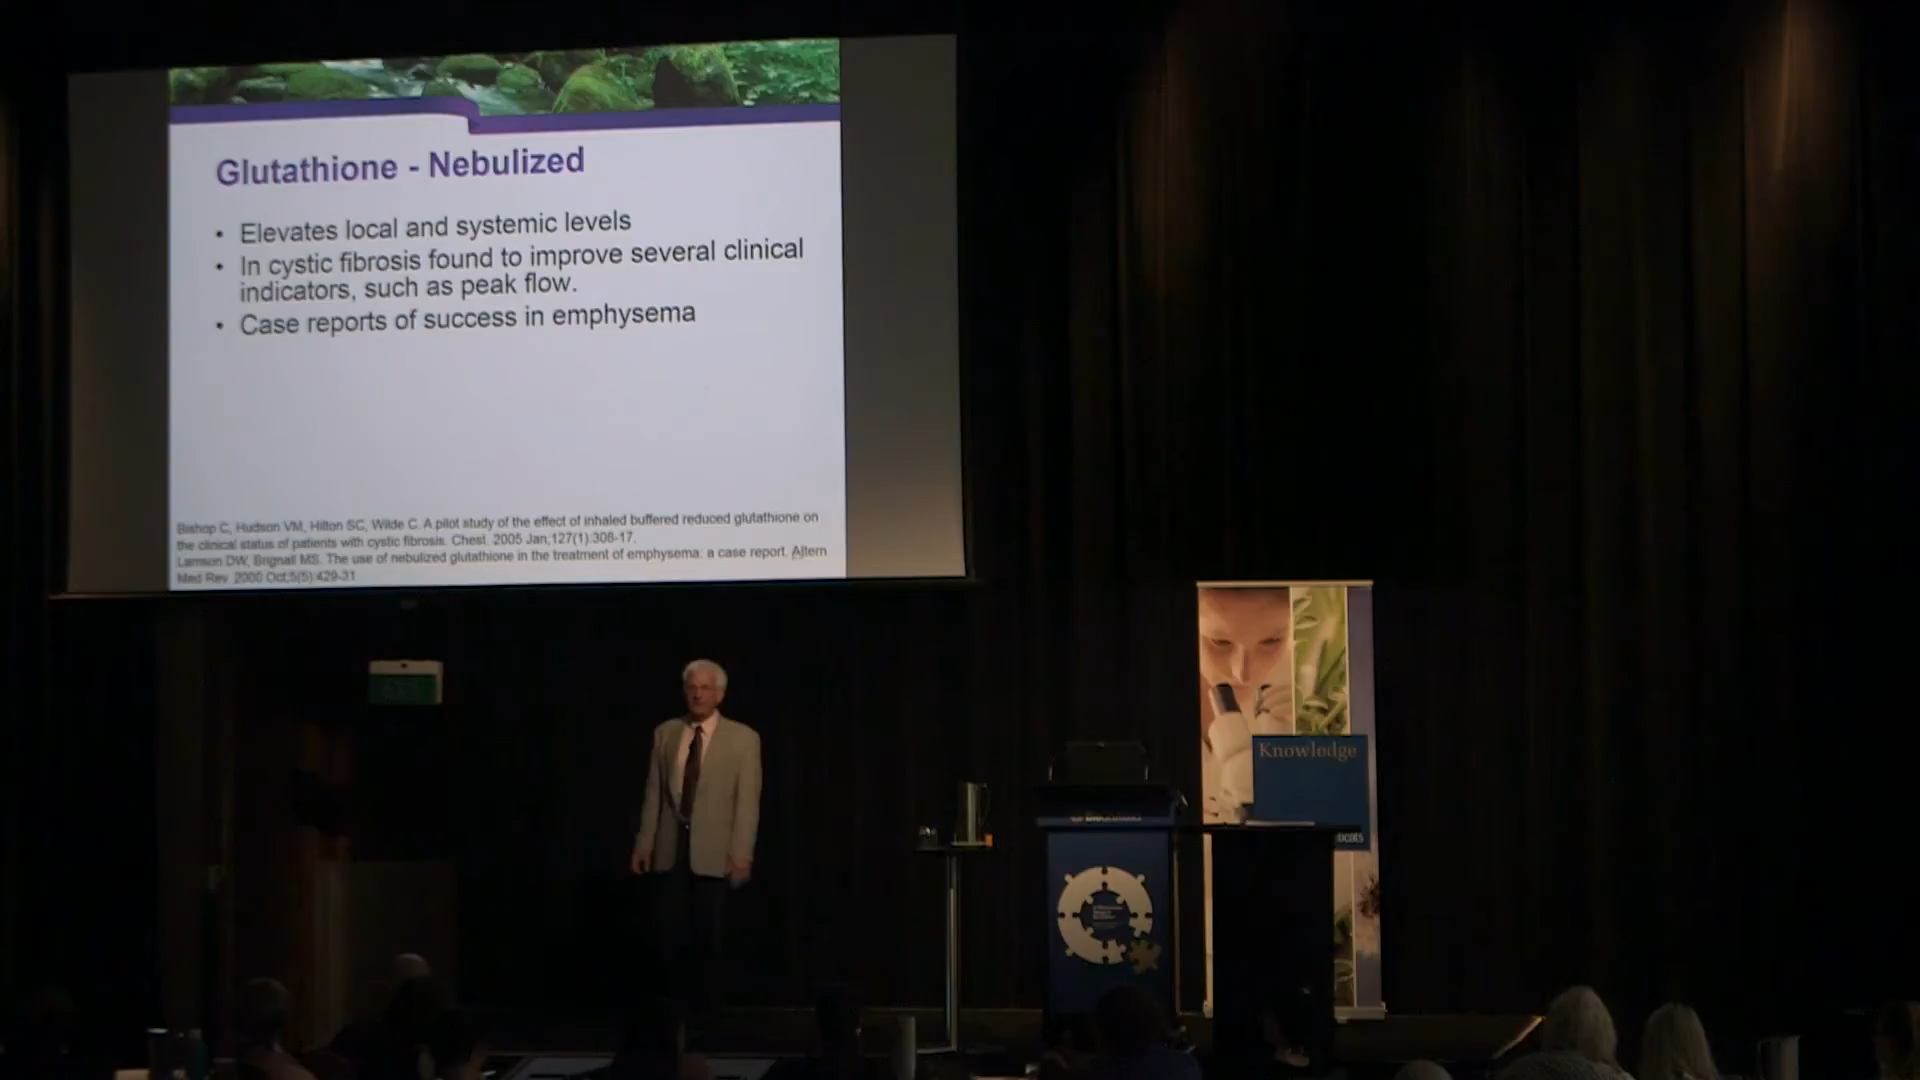 Glutathione - Nebulized
• Elevates local and systemic levels
• In cystic fibrosis found to improve several clinical
indicators, such as peak flow.
• Case reports of success in emphysema
Bishop C, Hudson VM, Hilton SC, Wilde C. A pilot study of the effect of inhaled buffered reduced glutathione on
the clinical status of patients with cystic fibrosis. Chest. 2005 Jan;127(1):308-17.
Lamson DW, Brignall MS. The use of nebulized glutathione in the treatment of emphysema: a case report. Altern
Med Rev. 2000 Oct;5(5):429-31
Knowledge